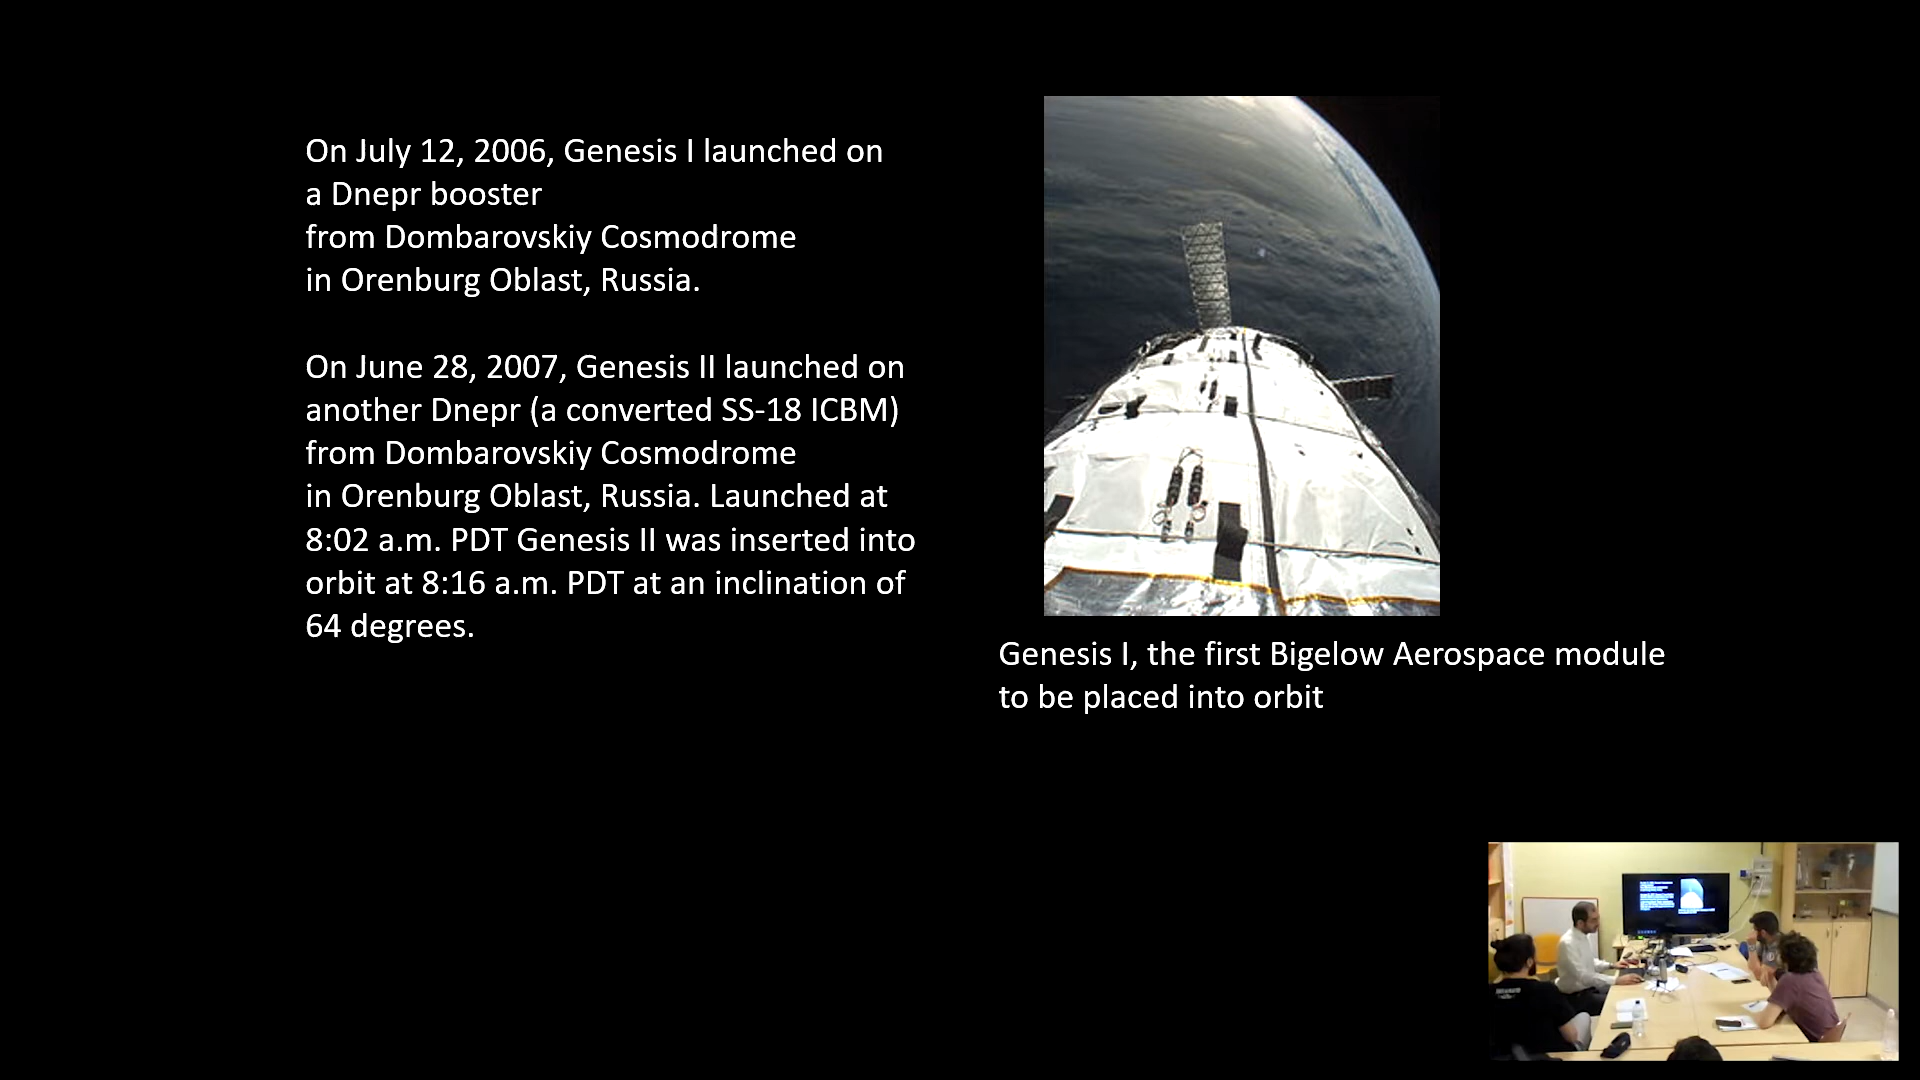 On July 12, 2006, Genesis I launched on
a Dnepr booster
from Dombarovskiy Cosmodrome
in Orenburg Oblast, Russia.
On June 28, 2007, Genesis II launched on
another Dnepr (a converted SS-18 ICBM)
from Dombarovskiy Cosmodrome
in Orenburg Oblast, Russia. Launched at
8:02 a.m. PDT Genesis II was inserted into
orbit at 8:16 a.m. PDT at an inclination of
64 degrees.
Genesis I, the first Bigelow Aerospace module
to be placed into orbit